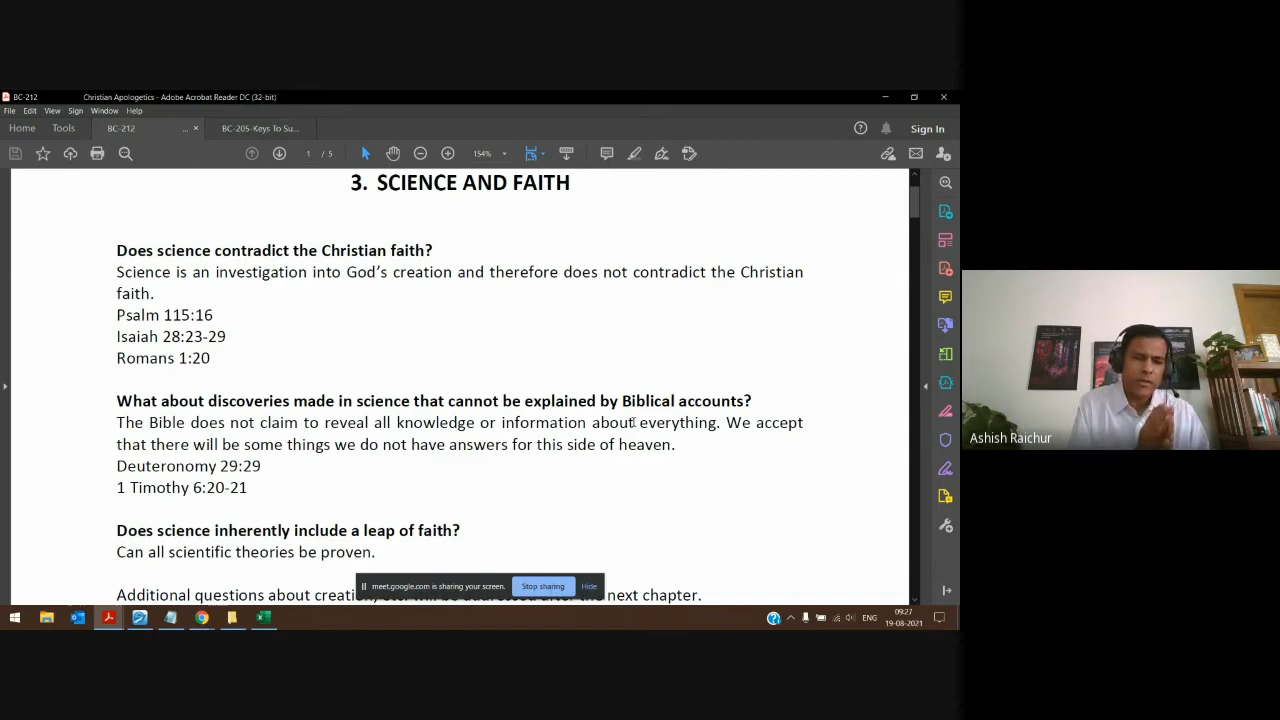 BC-212 Christian Apologetics - Adobe Acrobat Reader DC (32-bit)
File Edit View Sign Window Help
Home Tools BC-212 ... × BC-205-Keys To Su... Sign In
1 / 5 154%
3. SCIENCE AND FAITH
Does science contradict the Christian faith?
Science is an investigation into God's creation and therefore does not contradict the Christian
faith.
Psalm 115:16
Isaiah 28:23-29
Romans 1:20
What about discoveries made in science that cannot be explained by Biblical accounts?
The Bible does not claim to reveal all knowledge or information about everything. We accept
that there will be some things we do not have answers for this side of heaven.
Deuteronomy 29:29
1 Timothy 6:20-21
Does science inherently include a leap of faith?
Can all scientific theories be proven.
Additional questions about creation, next chapter.
meet.google.com is sharing your screen. Stop sharing Hide
ENG
09:27
19-08-2021
Ashish Raichur